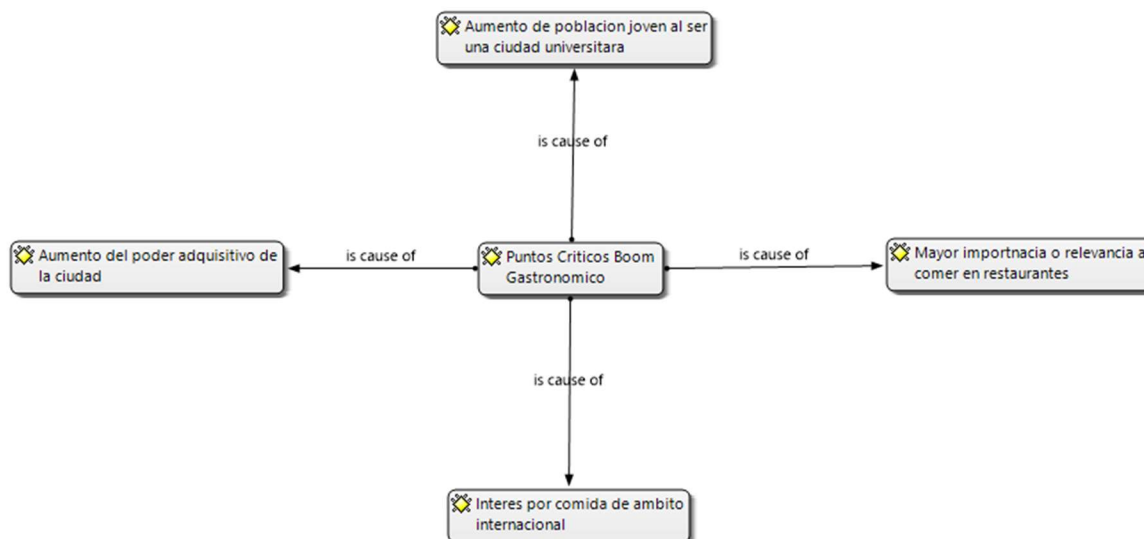 Aumento de poblacion joven al ser
una ciudad universitara
is cause of
Aumento del poder adquisitivo de
la ciudad
is cause of
Puntos Criticos Boom
Gastronomico
is cause of
Mayor importnacia o relevancia a
comer en restaurantes
is cause of
Interes por comida de ambito
internacional